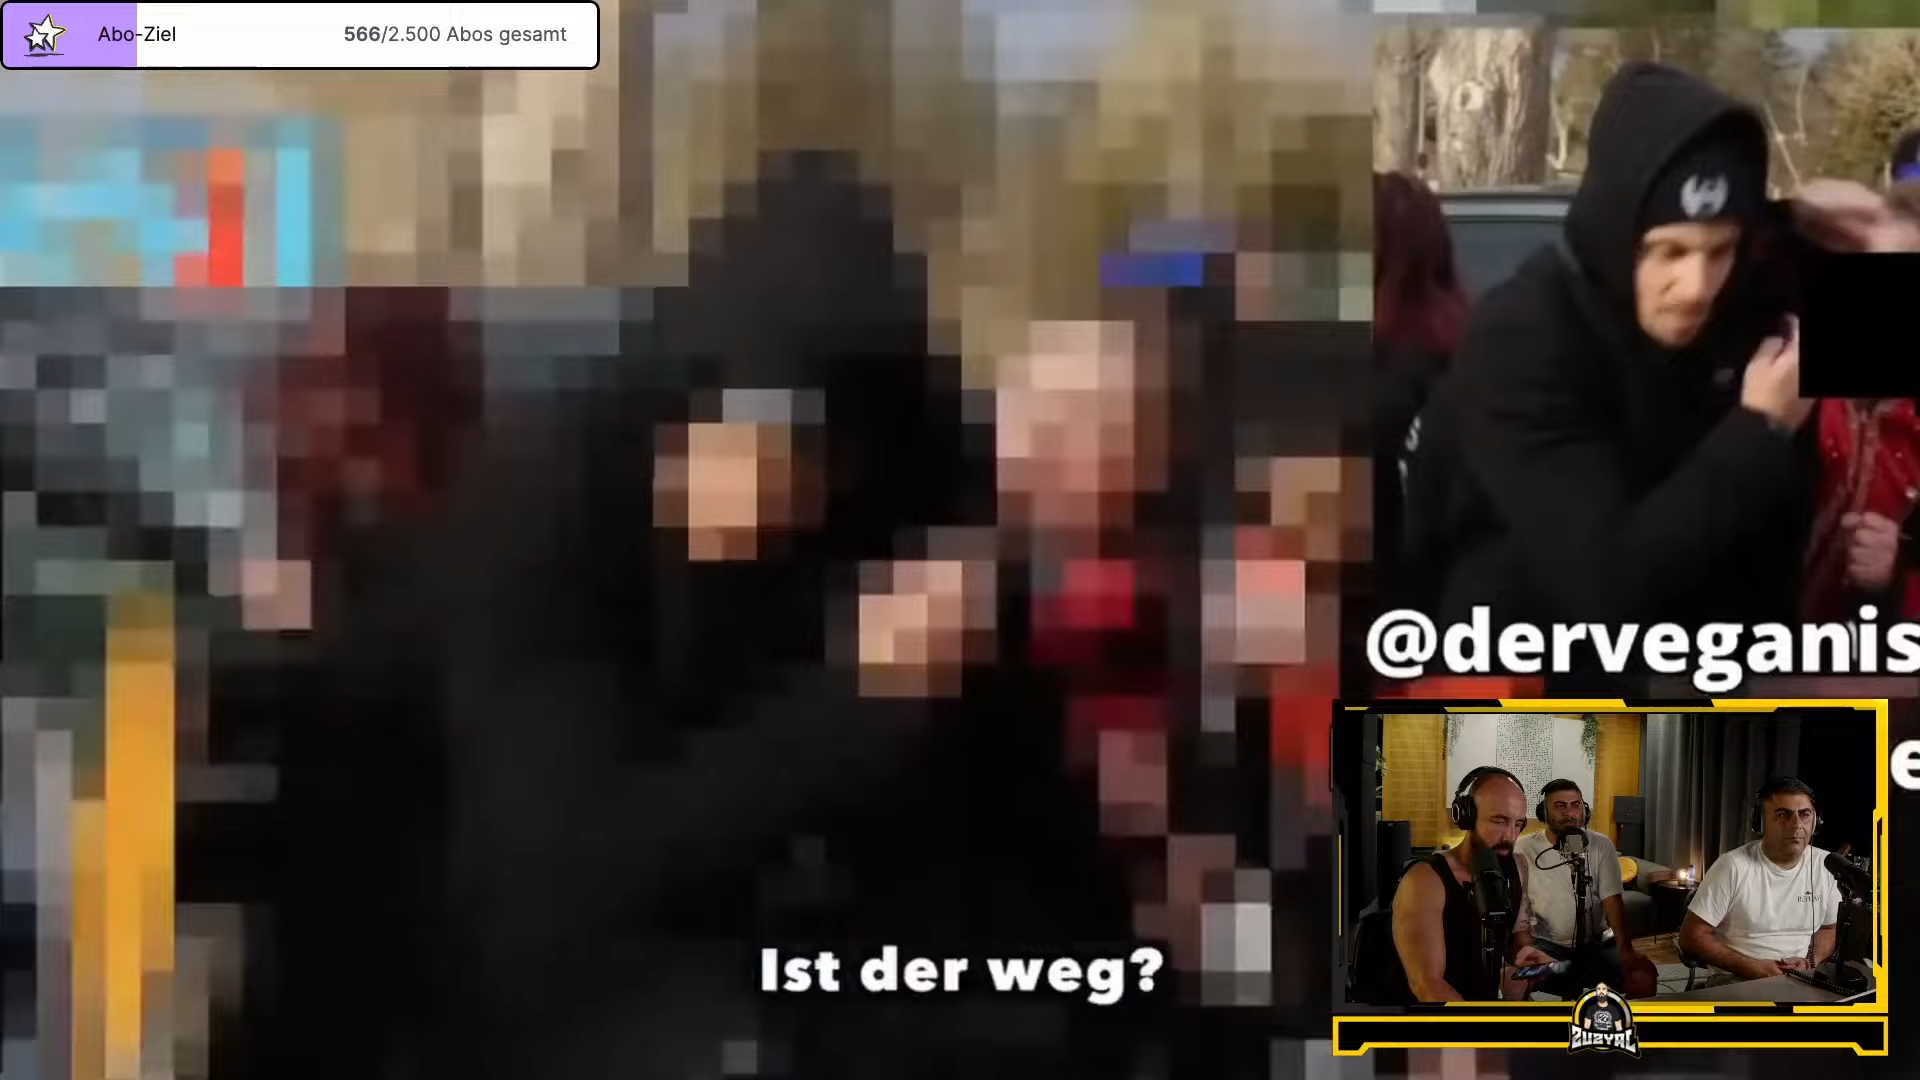 Abo-Ziel 566/2.500 Abos gesamt
@derveganis
e
Ist der weg?
ZUZYAL